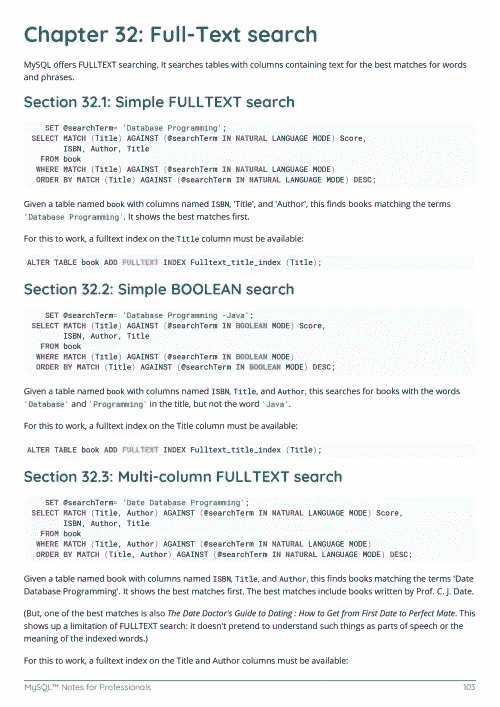 Chapter 32: Full-Text search
MySQL offers FULLTEXT searching. It searches tables with columns containing text for the best matches for words
and phrases.
Section 32.1: Simple FULLTEXT search
SET @searchTerm= 'Database Programming';
SELECT MATCH (Title) AGAINST (@searchTerm IN NATURAL LANGUAGE MODE) Score,
ISBN, Author, Title
FROM book
WHERE MATCH (Title) AGAINST (@searchTerm IN NATURAL LANGUAGE MODE)
ORDER BY MATCH (Title) AGAINST (@searchTerm IN NATURAL LANGUAGE MODE) DESC;
Given a table named book with columns named ISBN, 'Title', and 'Author', this finds books matching the terms
'Database Programming'. It shows the best matches first.
For this to work, a fulltext index on the Title column must be available:
ALTER TABLE book ADD FULLTEXT INDEX Fulltext_title_index (Title);
Section 32.2: Simple BOOLEAN search
SET @searchTerm= 'Database Programming -Java';
SELECT MATCH (Title) AGAINST (@searchTerm IN BOOLEAN MODE) Score,
ISBN, Author, Title
FROM book
WHERE MATCH (Title) AGAINST (@searchTerm IN BOOLEAN MODE)
ORDER BY MATCH (Title) AGAINST (@searchTerm IN BOOLEAN MODE) DESC;
Given a table named book with columns named ISBN, Title, and Author, this searches for books with the words
'Database' and 'Programming' in the title, but not the word 'Java'.
For this to work, a fulltext index on the Title column must be available:
ALTER TABLE book ADD FULLTEXT INDEX Fulltext_title_index (Title);
Section 32.3: Multi-column FULLTEXT search
SET @searchTerm= 'Date Database Programming';
SELECT MATCH (Title, Author) AGAINST (@searchTerm IN NATURAL LANGUAGE MODE) Score,
ISBN, Author, Title
FROM book
WHERE MATCH (Title, Author) AGAINST (@searchTerm IN NATURAL LANGUAGE MODE)
ORDER BY MATCH (Title, Author) AGAINST (@searchTerm IN NATURAL LANGUAGE MODE) DESC;
Given a table named book with columns named ISBN, Title, and Author, this finds books matching the terms 'Date
Database Programming'. It shows the best matches first. The best matches include books written by Prof. C. J. Date.
(But, one of the best matches is also The Date Doctor's Guide to Dating : How to Get from First Date to Perfect Mate. This
shows up a limitation of FULLTEXT search: it doesn't pretend to understand such things as parts of speech or the
meaning of the indexed words.)
For this to work, a fulltext index on the Title and Author columns must be available:
MySQL™ Notes for Professionals
103